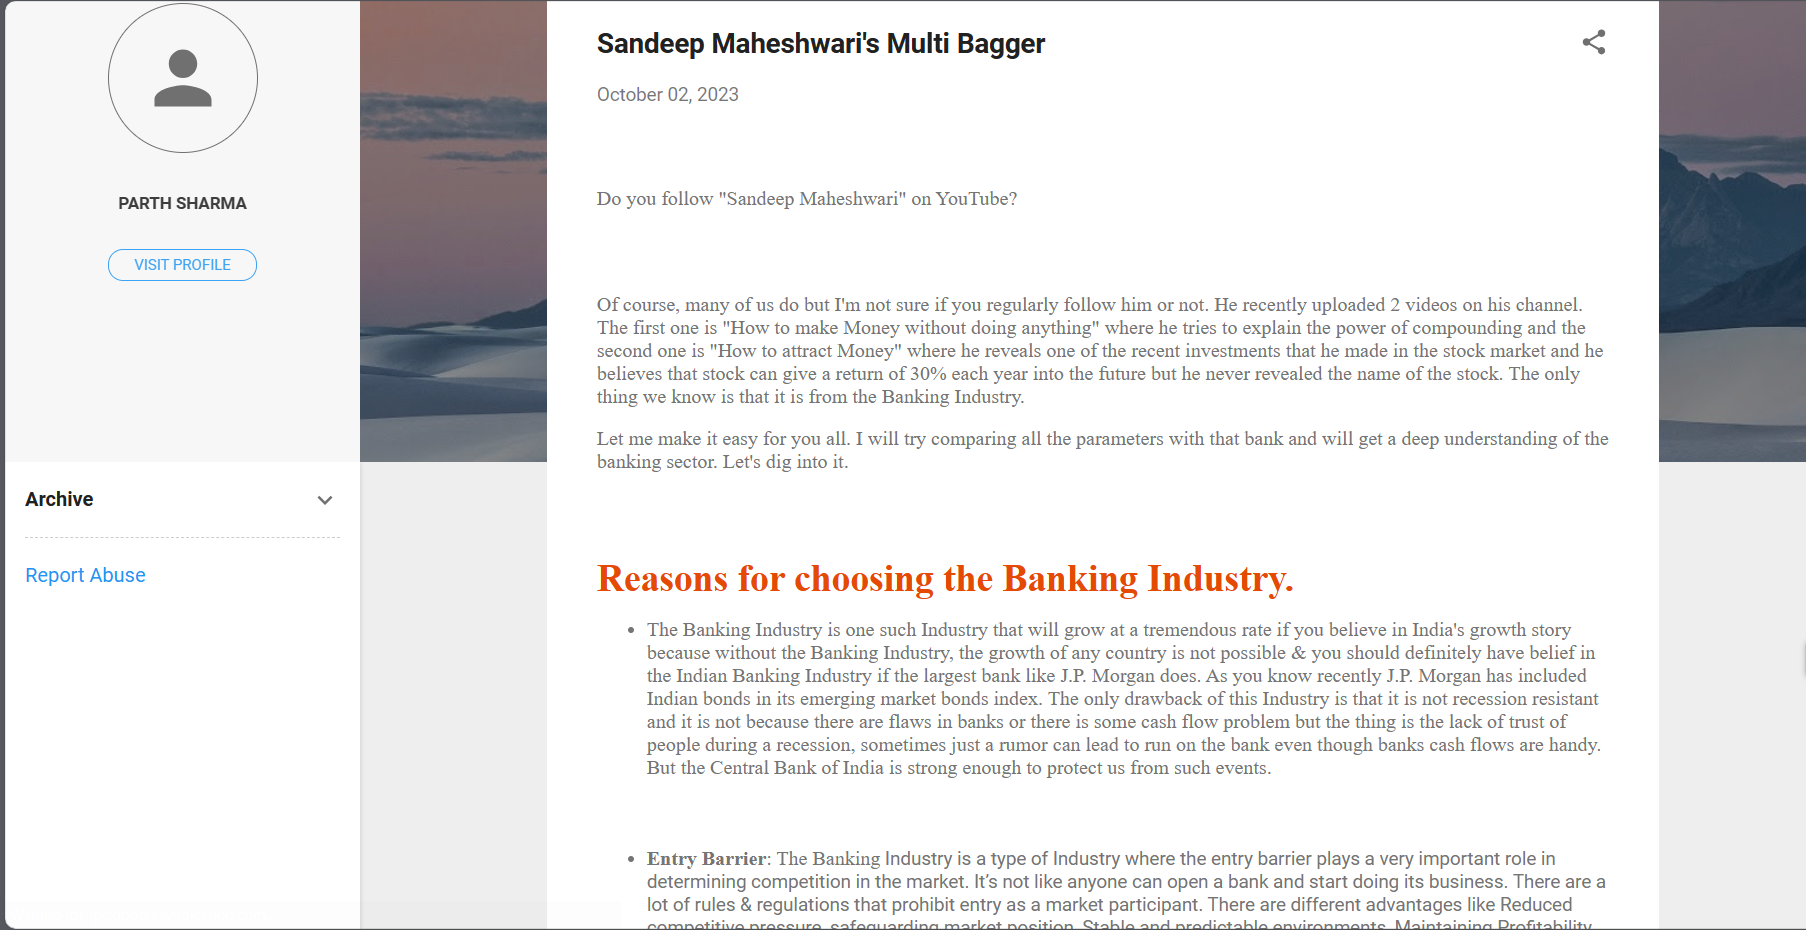 PARTH SHARMA
VISIT PROFILE
Archive
Report Abuse
Sandeep Maheshwari's Multi Bagger
October 02, 2023
Do you follow "Sandeep Maheshwari" on YouTube?
Of course, many of us do but I'm not sure if you regularly follow him or not. He recently uploaded 2 videos on his channel.
The first one is "How to make Money without doing anything" where he tries to explain the power of compounding and the
second one is "How to attract Money" where he reveals one of the recent investments that he made in the stock market and he
believes that stock can give a return of 30% each year into the future but he never revealed the name of the stock. The only
thing we know is that it is from the Banking Industry.
Let me make it easy for you all. I will try comparing all the parameters with that bank and will get a deep understanding of the
banking sector. Let's dig into it.
Reasons for choosing the Banking Industry.
• The Banking Industry is one such Industry that will grow at a tremendous rate if you believe in India's growth story
because without the Banking Industry, the growth of any country is not possible & you should definitely have belief in
the Indian Banking Industry if the largest bank like J.P. Morgan does. As you know recently J.P. Morgan has included
Indian bonds in its emerging market bonds index. The only drawback of this Industry is that it is not recession resistant
and it is not because there are flaws in banks or there is some cash flow problem but the thing is the lack of trust of
people during a recession, sometimes just a rumor can lead to run on the bank even though banks cash flows are handy.
But the Central Bank of India is strong enough to protect us from such events.
• Entry Barrier: The Banking Industry is a type of Industry where the entry barrier plays a very important role in
determining competition in the market. It’s not like anyone can open a bank and start doing its business. There are a
lot of rules & regulations that prohibit entry as a market participant. There are different advantages like Reduced
competitive pressure, safeguarding market position, Stable and predictable environments, Maintaining Profitability,